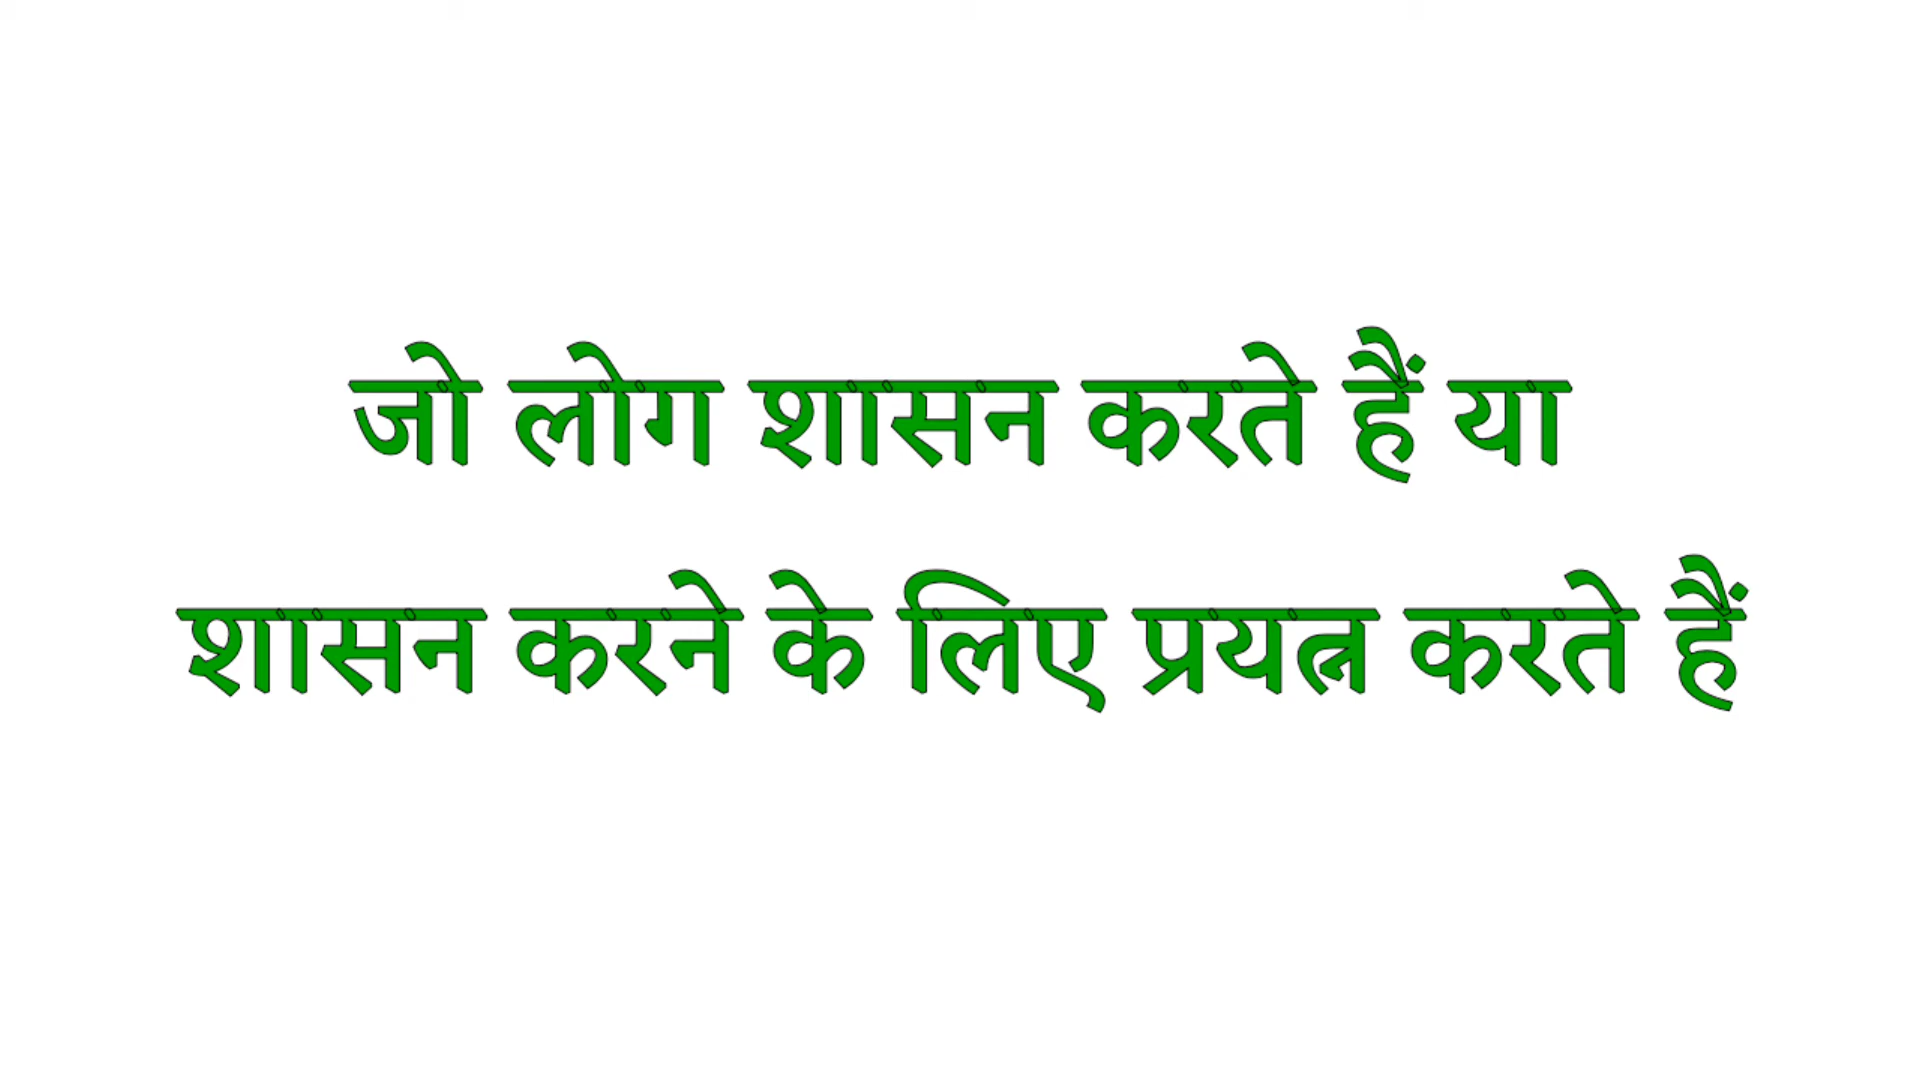 जो लोग शासन करते हैं या
शासन करने के लिए प्रयत्न करते हैं